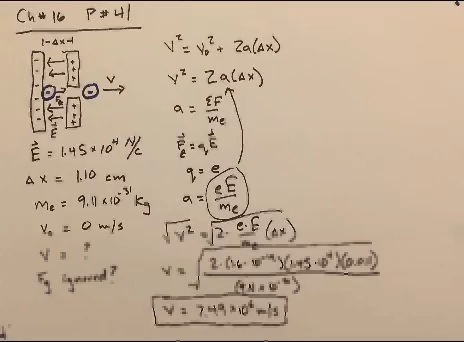 Ch # 16 P # 41
|-Δx-|
V² = V₀² + 2a(Δx)
V² = 2a(Δx)
a = ΣF/mₑ
F⃗ₑ = qE⃗
q = e
a = eE/mₑ
V
E⃗
E⃗ = 1.45 × 10⁴ N/C
Δx = 1.10 cm
mₑ = 9.11 × 10⁻³¹ kg
V₀ = 0 m/s
V = ?
Fg ignored?
√V² = √2 · e·E/mₑ (Δx)
V = √2·(1.6·10⁻¹⁹)(1.45·10⁴)(0.011)/(9.11 × 10⁻³¹)
V = 7.49 × 10⁶ m/s